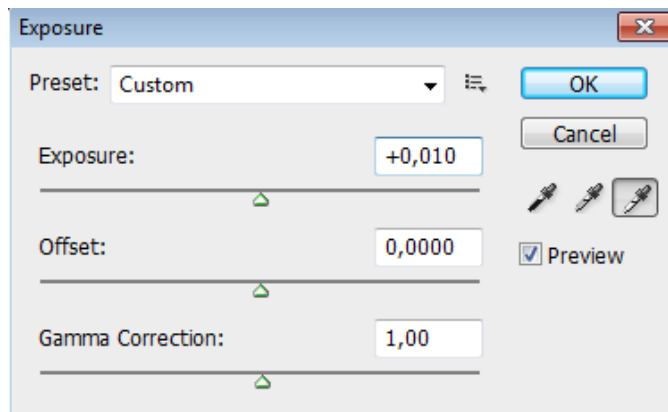 Exposure
Preset: Custom
OK
Cancel
Exposure: +0,010
Offset: 0,0000
Preview
Gamma Correction: 1,00